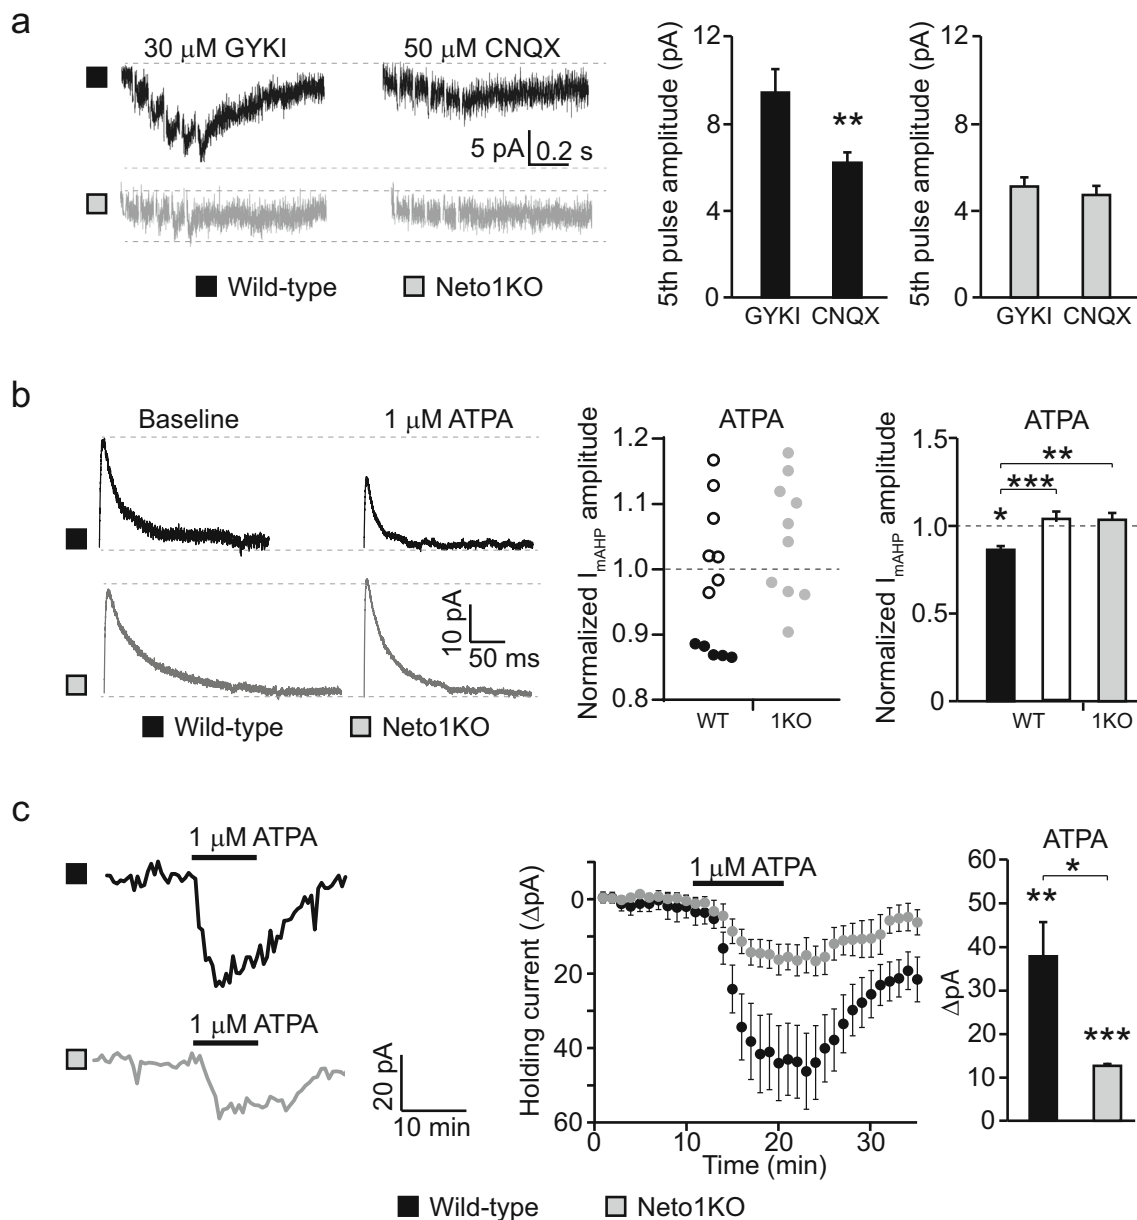 a
30 μM GYKI
50 μM CNQX
5 pA
0.2 s
Wild-type
Neto1KO
5th pulse amplitude (pA)
12
8
4
0
**
GYKI
CNQX
5th pulse amplitude (pA)
12
8
4
0
GYKI
CNQX
b
Baseline
1 μM ATPA
10 pA
50 ms
Wild-type
Neto1KO
ATPA
Normalized ImAHP amplitude
1.2
1.1
1.0
0.9
0.8
WT
1KO
ATPA
Normalized ImAHP amplitude
1.5
1.0
0.5
0
**
***
*
WT
1KO
c
1 μM ATPA
1 μM ATPA
20 pA
10 min
1 μM ATPA
Holding current (ΔpA)
0
20
40
60
0
10
20
30
Time (min)
ATPA
ΔpA
60
50
40
30
20
10
0
*
**
***
Wild-type
Neto1KO